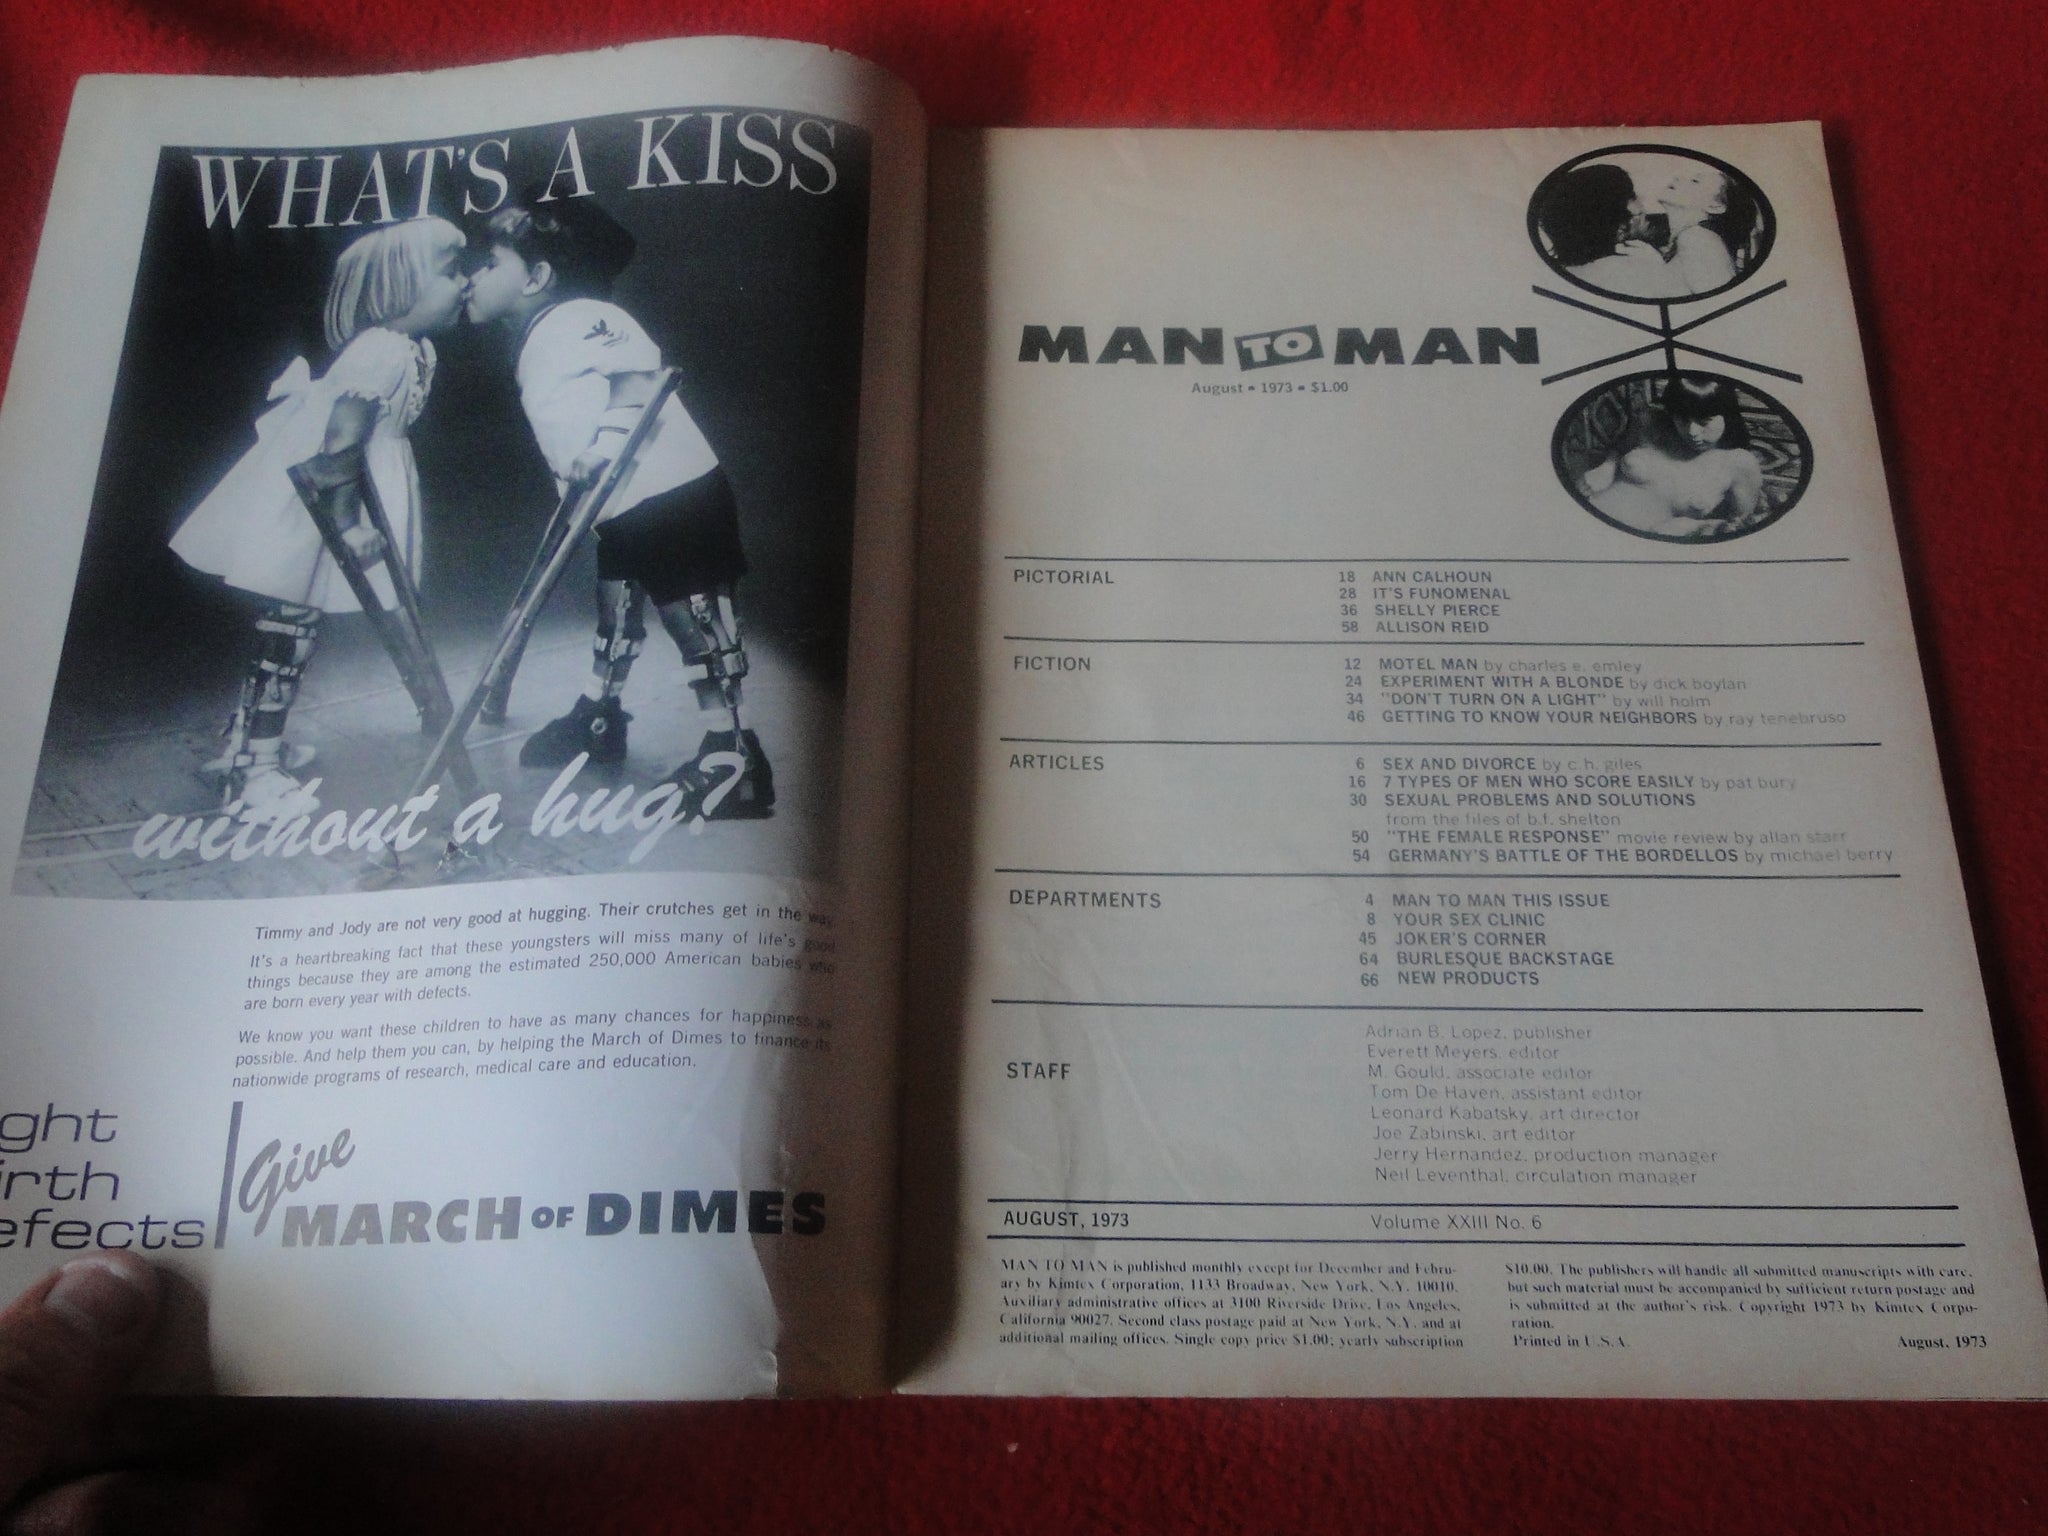 WHAT'S A KISS
without a hug?
Timmy and Jody are not very good at hugging. Their crutches get in the way.
It's a heartbreaking fact that these youngsters will miss many of life's good
things because they are among the estimated 250,000 American babies who
are born every year with defects.
We know you want these children to have as many chances for happiness as
possible. And help them you can, by helping the March of Dimes to finance its
nationwide programs of research, medical care and education.
ght
irth
efects
Give
MARCH OF DIMES
MAN TO MAN
August • 1973 • $1.00
PICTORIAL
18 ANN CALHOUN
28 IT'S FUNOMENAL
36 SHELLY PIERCE
58 ALLISON REID
FICTION
12 MOTEL MAN by charles e. emley
24 EXPERIMENT WITH A BLONDE by dick boylan
34 "DON'T TURN ON A LIGHT" by will holm
46 GETTING TO KNOW YOUR NEIGHBORS by ray tenebruso
ARTICLES
6 SEX AND DIVORCE by c.h. giles
16 7 TYPES OF MEN WHO SCORE EASILY by pat bury
30 SEXUAL PROBLEMS AND SOLUTIONS
from the files of b.f. shelton
50 "THE FEMALE RESPONSE" movie review by allan starr
54 GERMANY'S BATTLE OF THE BORDELLOS by michael berry
DEPARTMENTS
4 MAN TO MAN THIS ISSUE
8 YOUR SEX CLINIC
45 JOKER'S CORNER
64 BURLESQUE BACKSTAGE
66 NEW PRODUCTS
STAFF
Adrian B. Lopez, publisher
Everett Meyers, editor
M. Gould, associate editor
Tom De Haven, assistant editor
Leonard Kabatsky, art director
Joe Zabinski, art editor
Jerry Hernandez, production manager
Neil Leventhal, circulation manager
AUGUST, 1973 Volume XXIII No. 6
MAN TO MAN is published monthly except for December and Febru-
ary by Kimtex Corporation, 1133 Broadway, New York, N.Y. 10010.
Auxiliary administrative offices at 3100 Riverside Drive, Los Angeles,
California 90027. Second class postage paid at New York, N.Y. and at
additional mailing offices. Single copy price $1.00; yearly subscription
$10.00. The publishers will handle all submitted manuscripts with care,
but such material must be accompanied by sufficient return postage and
is submitted at the author's risk. Copyright 1973 by Kimtex Corpo-
ration.
Printed in U.S.A. August, 1973